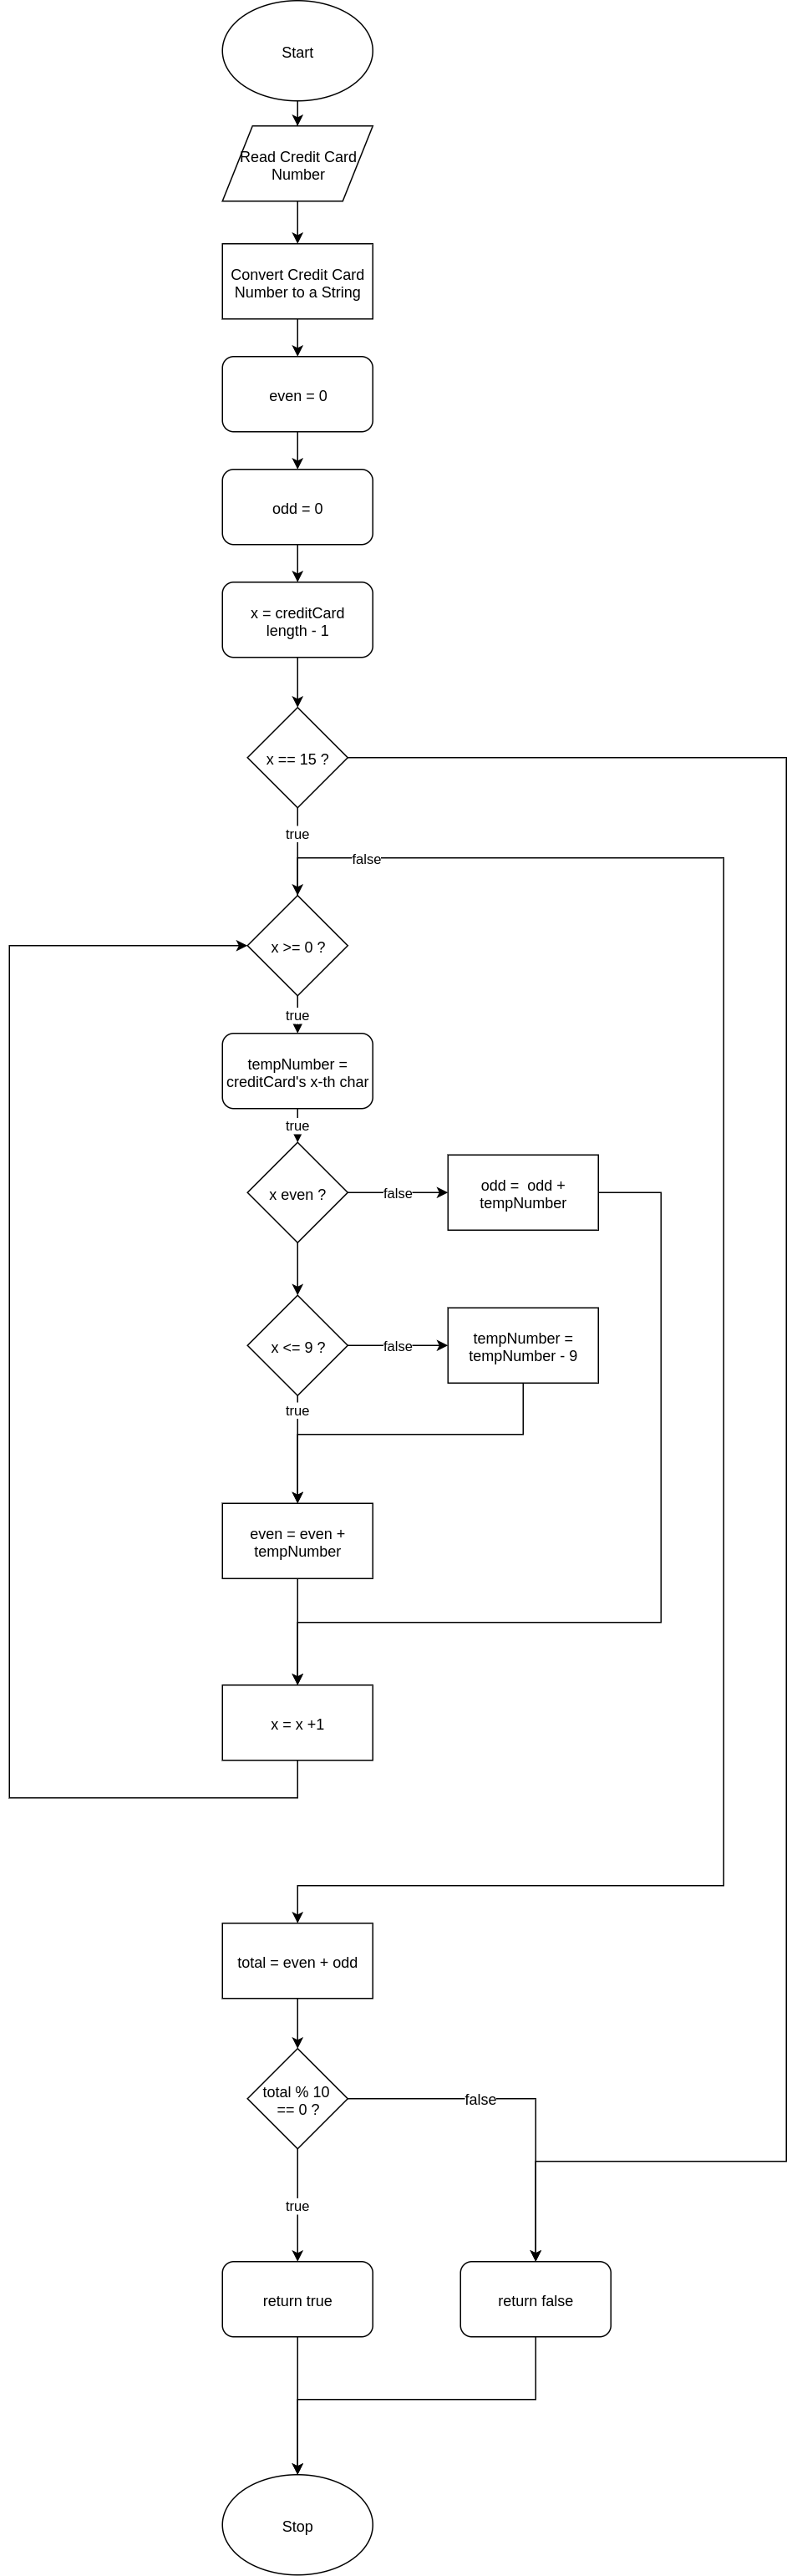 Start
Read Credit Card
Number
Convert Credit Card
Number to a String
even = 0
odd = 0
x = creditCard
length - 1
x == 15 ?
true
false
x >= 0 ?
true
tempNumber =
creditCard's x-th char
true
x even ?
false
odd =  odd +
tempNumber
x <= 9 ?
false
tempNumber =
tempNumber - 9
true
even = even +
tempNumber
x = x +1
total = even + odd
total % 10
== 0 ?
false
true
return true
return false
Stop